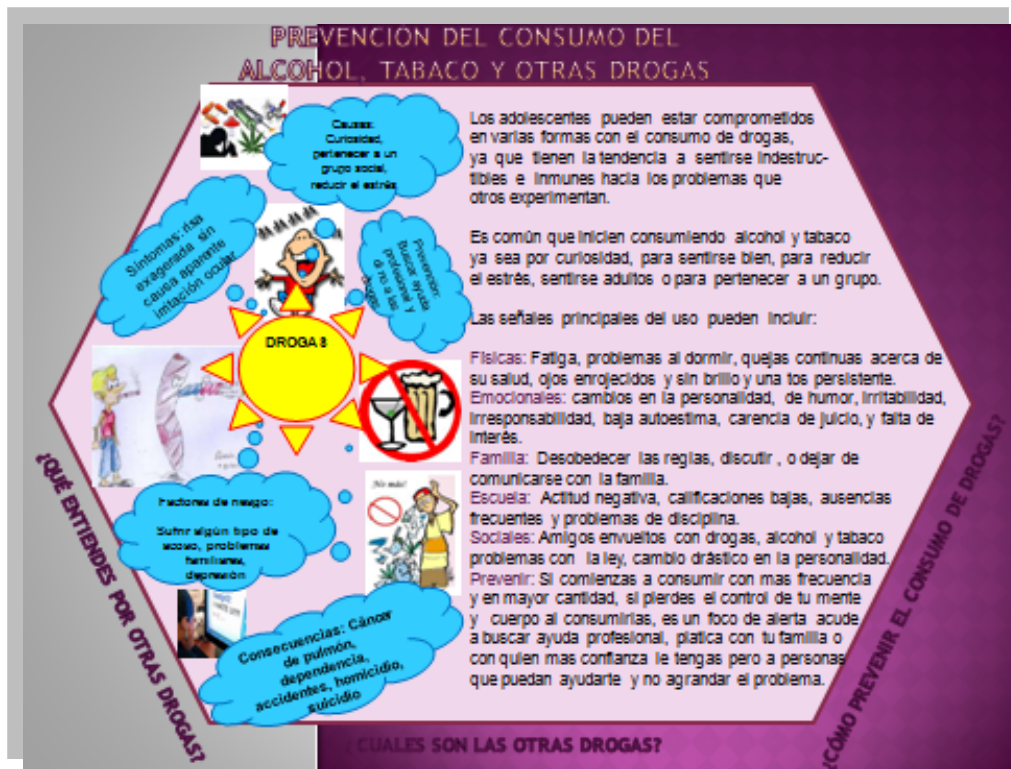 PREVENCIÓN DEL CONSUMO DEL
ALCOHOL, TABACO Y OTRAS DROGAS
Causas:
Curiosidad,
pertenecer a un
grupo social,
reducir el estrés
JA JA JA JA
Síntomas: risa
exagerada sin
causa aparente
irritación ocular
Prevención:
Buscar ayuda
profesional y
di no a las
drogas
DROGAS
Factores de riesgo:
Sufrir algún tipo de
acoso, problemas
familiares,
depresión
¡No más!
Consecuencias: Cáncer
de pulmón,
dependencia,
accidentes, homicidio,
suicidio
Los adolescentes pueden estar comprometidos
en varias formas con el consumo de drogas,
ya que tienen la tendencia a sentirse indestruc-
tibles e inmunes hacia los problemas que
otros experimentan.
Es común que inicien consumiendo alcohol y tabaco
ya sea por curiosidad, para sentirse bien, para reducir
el estrés, sentirse adultos o para pertenecer a un grupo.
Las señales principales del uso pueden incluir:
Físicas: Fatiga, problemas al dormir, quejas continuas acerca de
su salud, ojos enrojecidos y sin brillo y una tos persistente.
Emocionales: cambios en la personalidad, de humor, irritabilidad,
irresponsabilidad, baja autoestima, carencia de juicio, y falta de
interés.
Familia: Desobedecer las reglas, discutir , o dejar de
comunicarse con la familia.
Escuela: Actitud negativa, calificaciones bajas, ausencias
frecuentes y problemas de disciplina.
Sociales: Amigos envueltos con drogas, alcohol y tabaco
problemas con la ley, cambio drástico en la personalidad.
Prevenir: Si comienzas a consumir con mas frecuencia
y en mayor cantidad, si pierdes el control de tu mente
y cuerpo al consumirlas, es un foco de alerta acude,
a buscar ayuda profesional, platica con tu familia o
con quien mas confianza le tengas pero a personas
que puedan ayudarte y no agrandar el problema.
¿QUÉ ENTIENDES POR OTRAS DROGAS?
¿CUALES SON LAS OTRAS DROGAS?
¿CÓMO PREVENIR EL CONSUMO DE DROGAS?